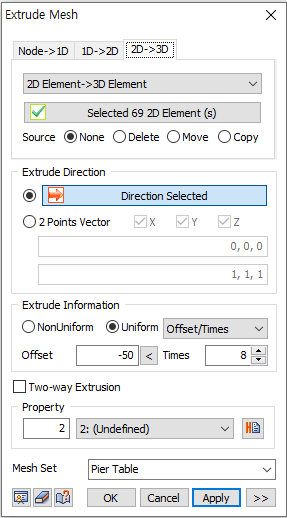 Extrude Mesh
Node->1D 1D->2D 2D->3D
2D Element->3D Element
Selected 69 2D Element (s)
Source None Delete Move Copy
Extrude Direction
Direction Selected
2 Points Vector X Y Z
0, 0, 0
1, 1, 1
Extrude Information
NonUniform Uniform Offset/Times
Offset -50 < Times 8
Two-way Extrusion
Property
2 2: (Undefined)
Mesh Set Pier Table
OK Cancel Apply >>